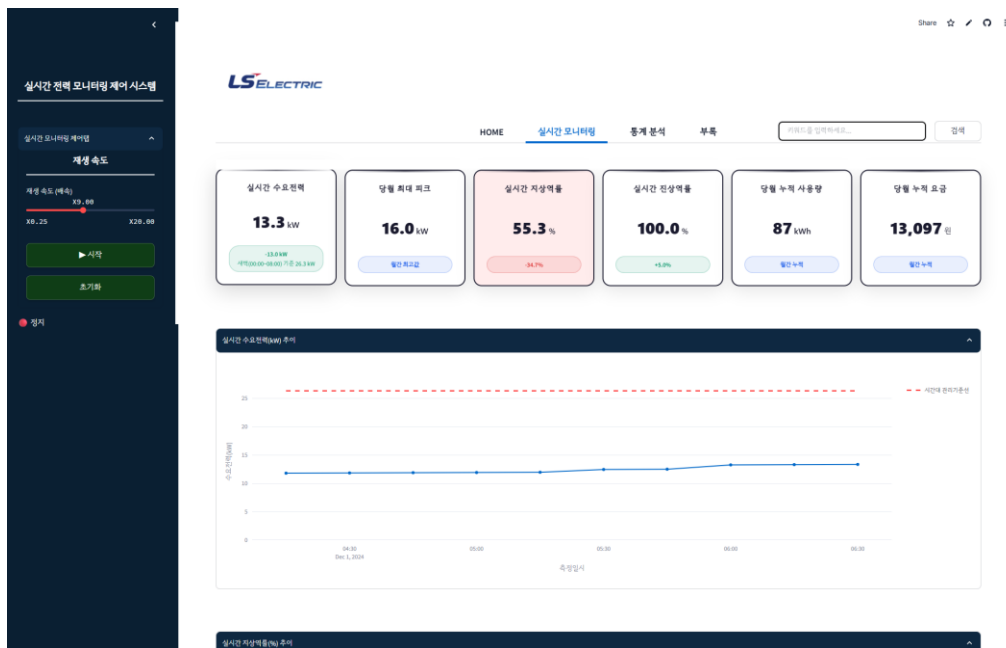 Share
실시간 전력 모니터링 제어 시스템
실시간 모니터링 제어탭
재생 속도
재생 속도 (배속)
X9.00
X0.25 X20.00
▶ 시작
초기화
정지
LS ELECTRIC
HOME 실시간 모니터링 통계 분석 부록 키워드를 입력하세요... 검색
실시간 수요전력
13.3 kW
-13.0 kW
새벽(00:00~08:00) 기준 26.3 kW
당월 최대 피크
16.0 kW
월간 최고값
실시간 지상역률
55.3 %
-34.7%
실시간 진상역률
100.0 %
+5.0%
당월 누적 사용량
87 kWh
월간 누적
당월 누적 요금
13,097 원
월간 누적
실시간 수요전력(kW) 추이
시간대 관리기준선
수요전력(kW)
25
20
15
10
5
0
04:30 05:00 05:30 06:00 06:30
Dec 1, 2024
측정일시
실시간 지상역률(%) 추이